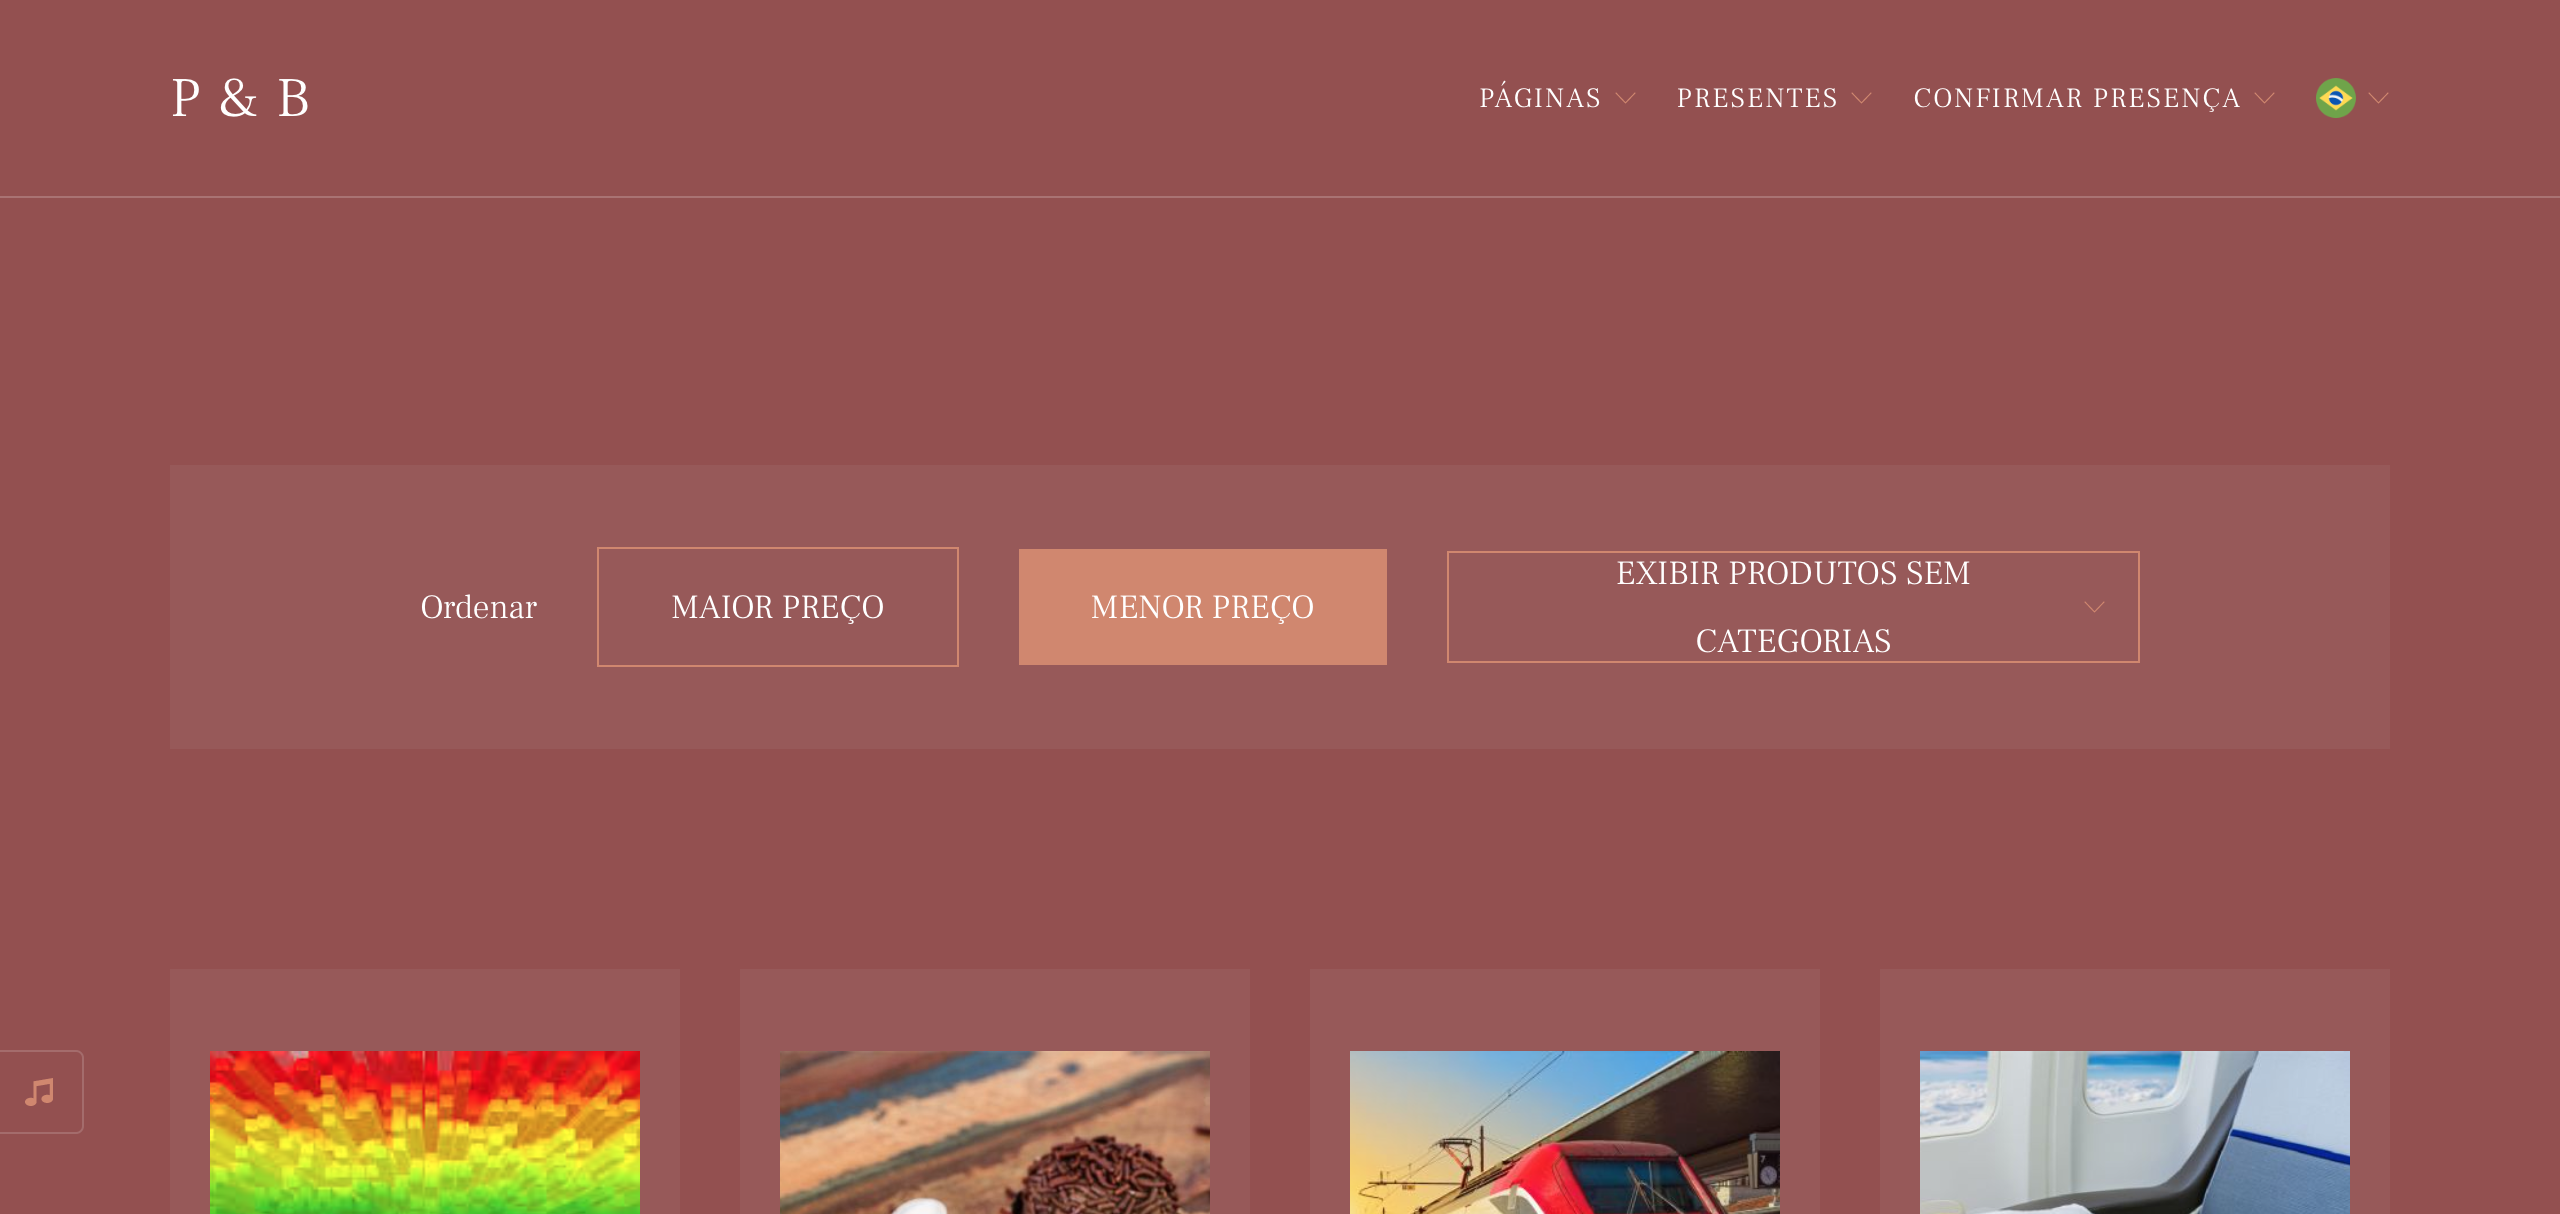 P & B
PÁGINAS
PRESENTES
CONFIRMAR PRESENÇA
Ordenar
MAIOR PREÇO
MENOR PREÇO
EXIBIR PRODUTOS SEM
CATEGORIAS